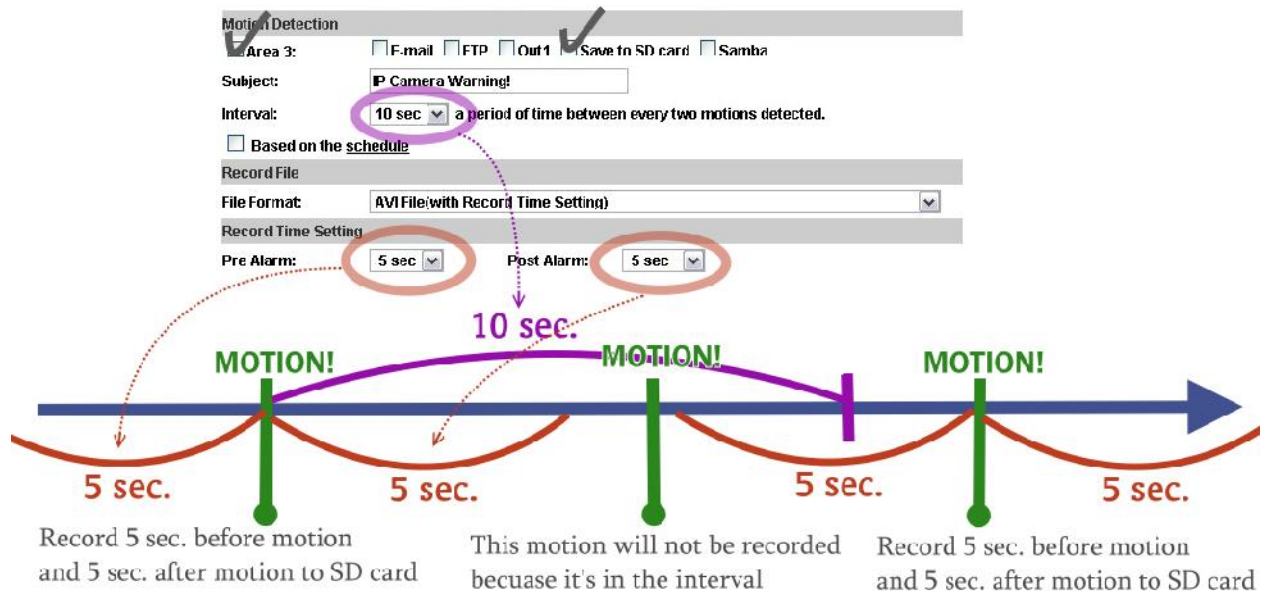 Motion Detection
Area 3: E-mail FTP Out1 Save to SD card Samba
Subject: IP Camera Warning!
Interval: 10 sec a period of time between every two motions detected.
Based on the schedule
Record File
File Format: AVI File(with Record Time Setting)
Record Time Setting
Pre Alarm: 5 sec Post Alarm: 5 sec
10 sec.
MOTION! MOTION! MOTION!
5 sec. 5 sec. 5 sec. 5 sec.
Record 5 sec. before motion
and 5 sec. after motion to SD card
This motion will not be recorded
becuase it's in the interval
Record 5 sec. before motion
and 5 sec. after motion to SD card